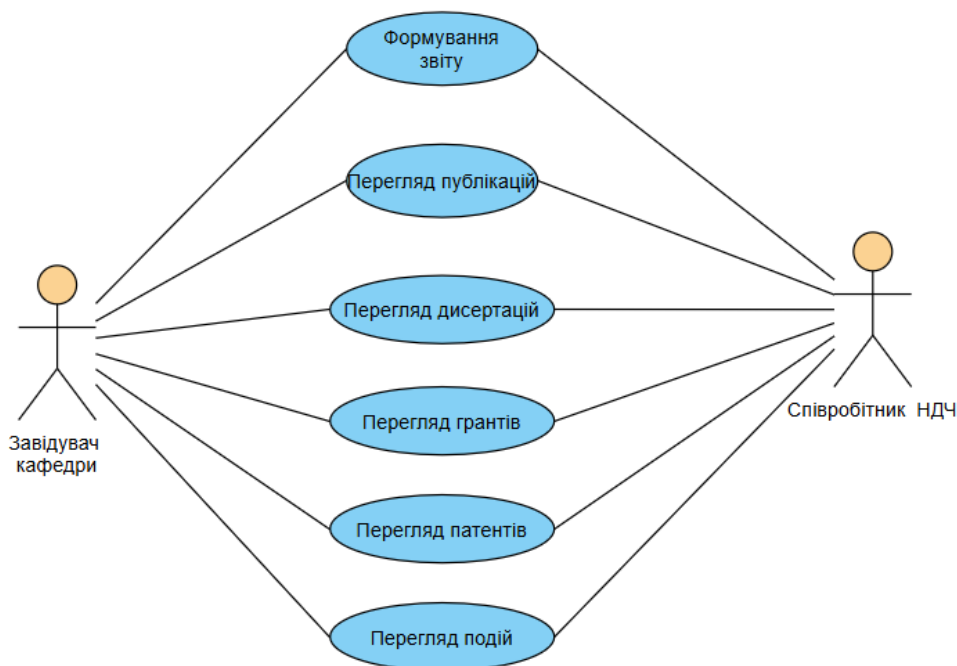 Формування
звіту
Перегляд публікацій
Перегляд дисертацій
Перегляд грантів
Співробітник НДЧ
Завідувач
кафедри
Перегляд патентів
Перегляд подій